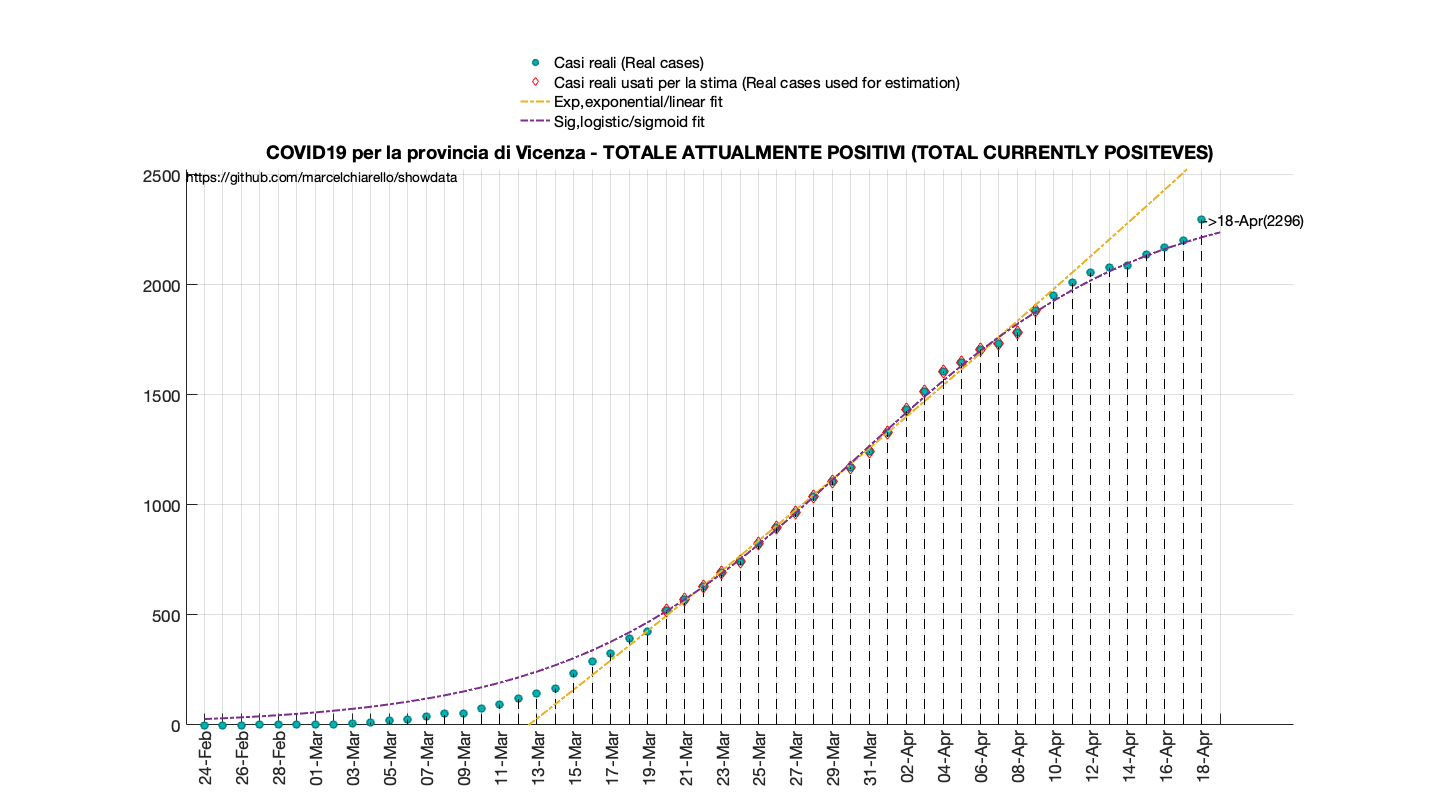 Casi reali (Real cases)
Casi reali usati per la stima (Real cases used for estimation)
Exp,exponential/linear fit
Sig,logistic/sigmoid fit
COVID19 per la provincia di Vicenza - TOTALE ATTUALMENTE POSITIVI (TOTAL CURRENTLY POSITEVES)
https://github.com/marcelchiarello/showdata
2500
2000
1500
1000
500
0
->18-Apr(2296)
24-Feb
26-Feb
28-Feb
01-Mar
03-Mar
05-Mar
07-Mar
09-Mar
11-Mar
13-Mar
15-Mar
17-Mar
19-Mar
21-Mar
23-Mar
25-Mar
27-Mar
29-Mar
31-Mar
02-Apr
04-Apr
06-Apr
08-Apr
10-Apr
12-Apr
14-Apr
16-Apr
18-Apr